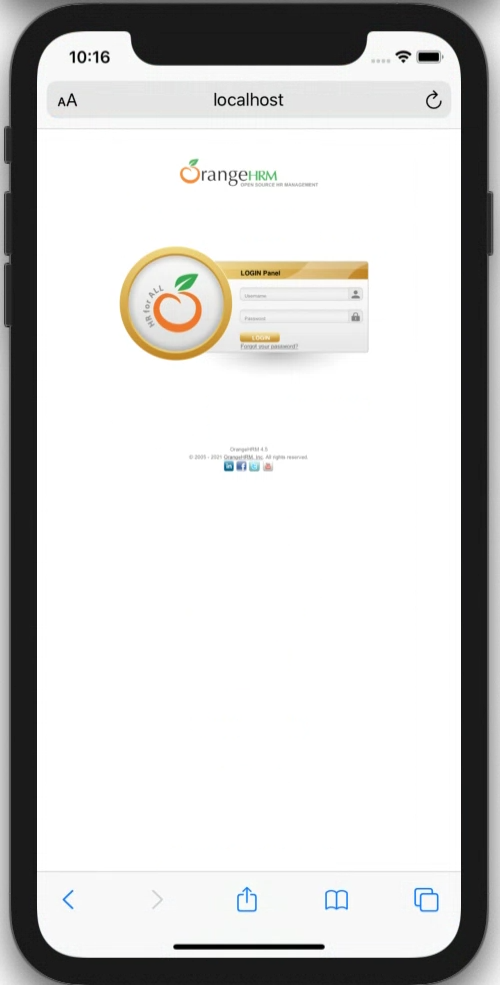 10:16
AA
localhost
OrangeHRM
OPEN SOURCE HR MANAGEMENT
HR for ALL
LOGIN Panel
Username
Password
LOGIN
Forgot your password?
OrangeHRM 4.5
© 2005 - 2021 OrangeHRM, Inc. All rights reserved.
in f t